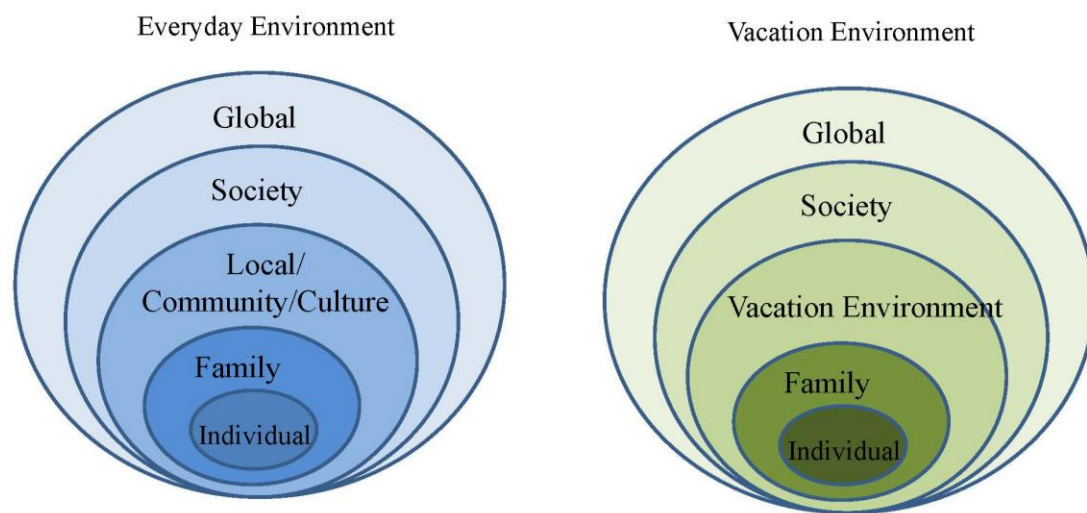 Everyday Environment
Global
Society
Local/
Community/Culture
Family
Individual
Vacation Environment
Global
Society
Vacation Environment
Family
Individual